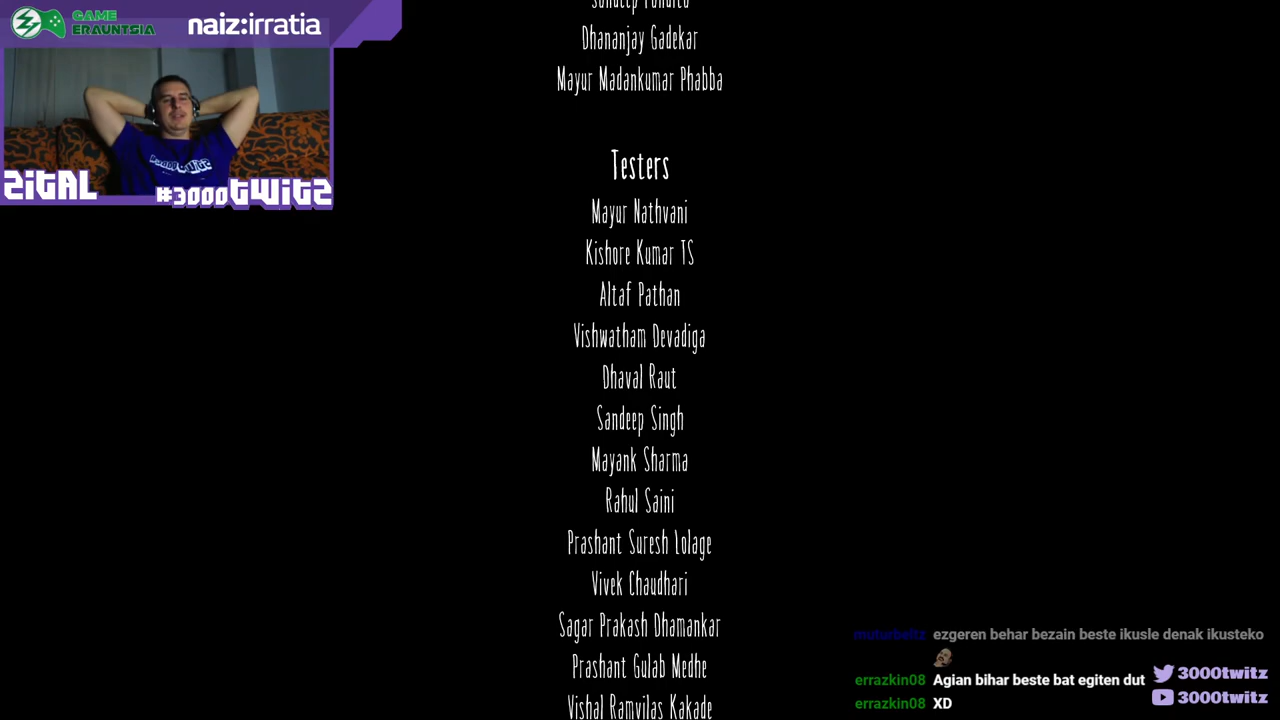 GAME
ERAUNTSIA
naiz:irratia
ZITAL
#3000TWITZ
Dhananjay Gadekar
Mayur Madankumar Phabba
Testers
Mayur Nathvani
Kishore Kumar TS
Altaf Pathan
Vishwatham Devadiga
Dhaval Raut
Sandeep Singh
Mayank Sharma
Rahul Saini
Prashant Suresh Lolage
Vivek Chaudhari
Sagar Prakash Dhamankar
Prashant Gulab Medhe
Vishal Ramvilas Kakade
muturbeltz ezgeren behar bezain beste ikusle denak ikusteko
errazkin08 Agian bihar beste bat egiten dut
errazkin08 XD
3000twitz
3000twitz